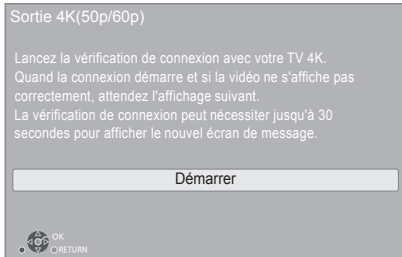 Sortie 4K(50p/60p)
Lancez la vérification de connexion avec votre TV 4K.
Quand la connexion démarre et si la vidéo ne s'affiche pas
correctement, attendez l'affichage suivant.
La vérification de connexion peut nécessiter jusqu'à 30
secondes pour afficher le nouvel écran de message.
Démarrer
OK
RETURN